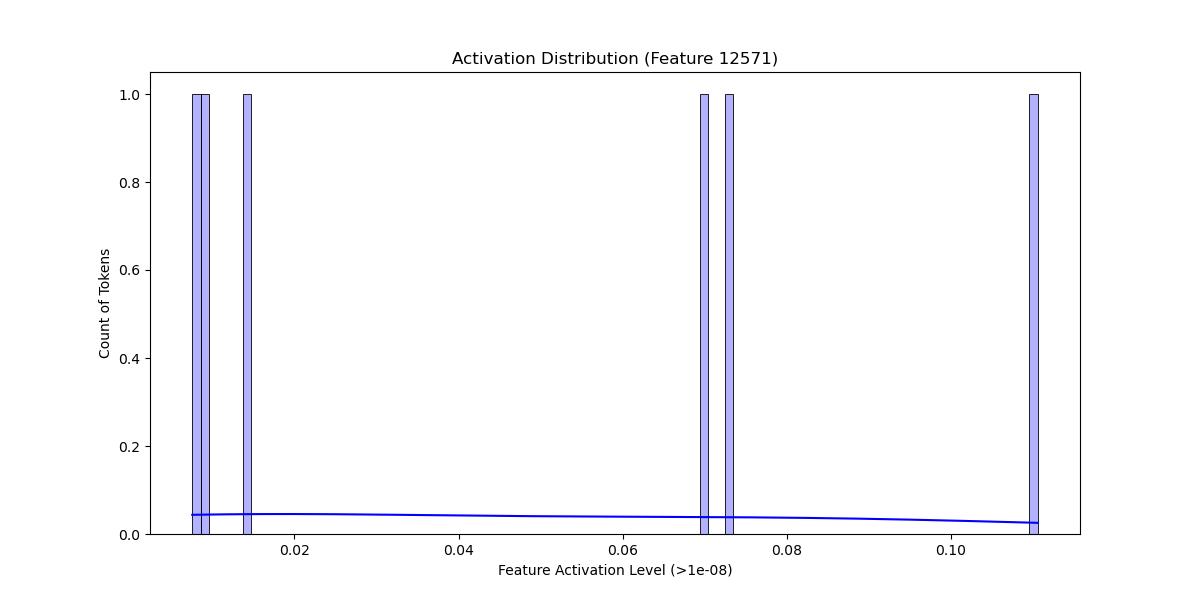 Activation Distribution (Feature 12571)
Count of Tokens
1.0
0.8
0.6
0.4
0.2
0.0
0.02 0.04 0.06 0.08 0.10
Feature Activation Level (>1e-08)